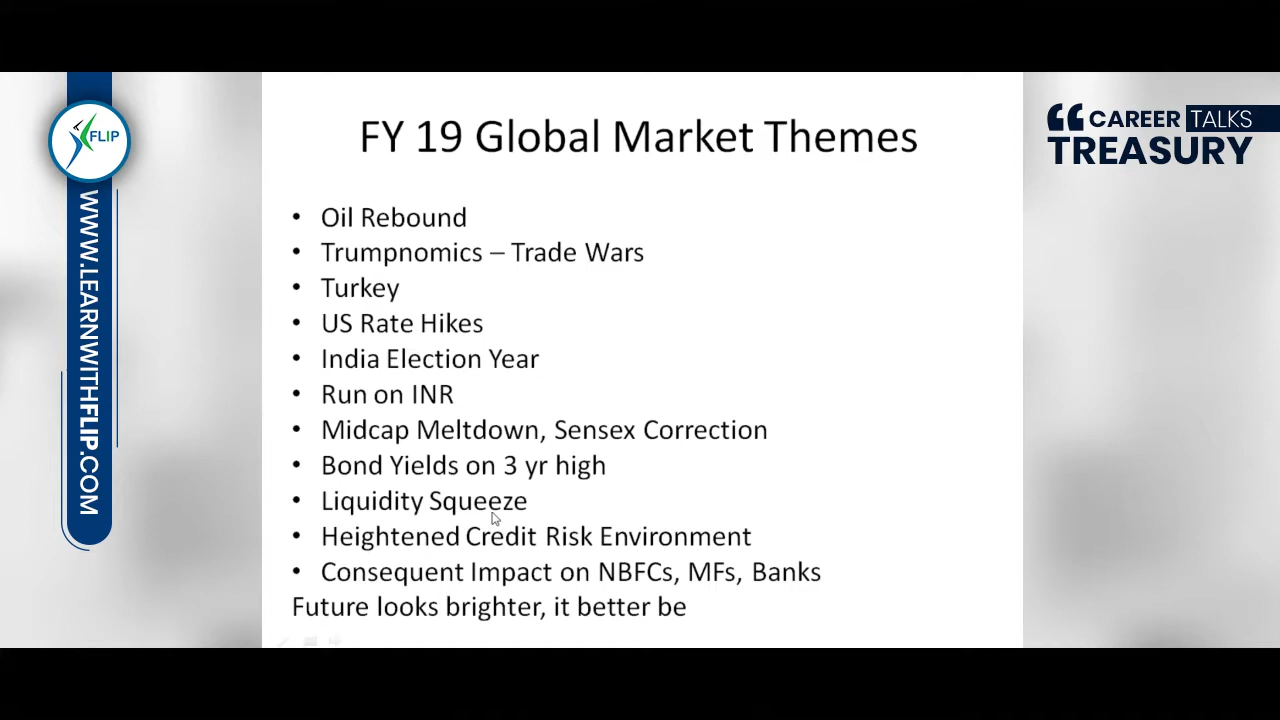 FLIP
WWW.LEARNWITHFLIP.COM
“ CAREER TALKS
TREASURY
FY 19 Global Market Themes
• Oil Rebound
• Trumpnomics – Trade Wars
• Turkey
• US Rate Hikes
• India Election Year
• Run on INR
• Midcap Meltdown, Sensex Correction
• Bond Yields on 3 yr high
• Liquidity Squeeze
• Heightened Credit Risk Environment
• Consequent Impact on NBFCs, MFs, Banks
Future looks brighter, it better be